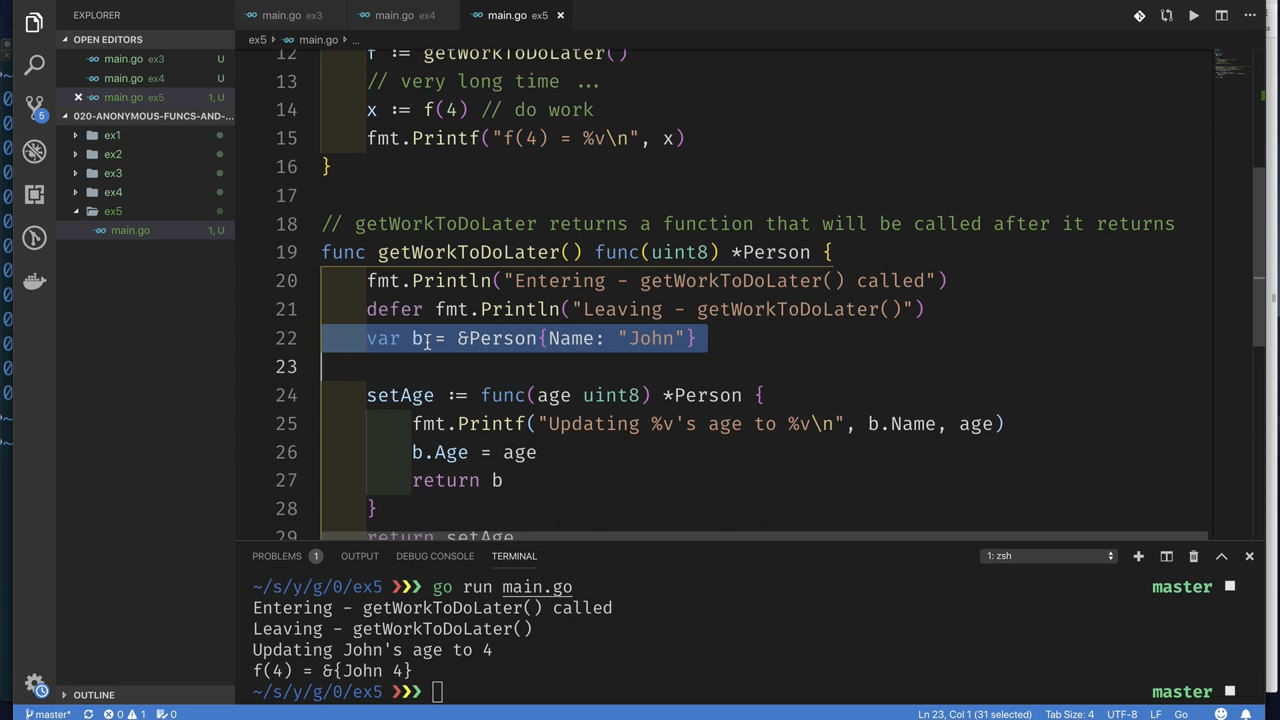 EXPLORER
main.go ex3
main.go ex4
main.go ex5
OPEN EDITORS
main.go ex3 U
main.go ex4 U
main.go ex5 1, U
020-ANONYMOUS-FUNCS-AND-...
ex1
ex2
ex3
ex4
ex5
main.go 1, U
OUTLINE
ex5 main.go ...
12 f := getWorkToDoLater()
13 // very long time ...
14 x := f(4) // do work
15 fmt.Printf("f(4) = %v\n", x)
16 }
17
18 // getWorkToDoLater returns a function that will be called after it returns
19 func getWorkToDoLater() func(uint8) *Person {
20 fmt.Println("Entering - getWorkToDoLater() called")
21 defer fmt.Println("Leaving - getWorkToDoLater()")
22 var b = &Person{Name: "John"}
23
24 setAge := func(age uint8) *Person {
25 fmt.Printf("Updating %v's age to %v\n", b.Name, age)
26 b.Age = age
27 return b
28 }
29 return setAge
PROBLEMS 1 OUTPUT DEBUG CONSOLE TERMINAL 1: zsh
~/s/y/g/0/ex5 ❯❯❯ go run main.go master
Entering - getWorkToDoLater() called
Leaving - getWorkToDoLater()
Updating John's age to 4
f(4) = &{John 4}
~/s/y/g/0/ex5 ❯❯❯ master
5
master* 0 1 0 Ln 23, Col 1 (31 selected) Tab Size: 4 UTF-8 LF Go